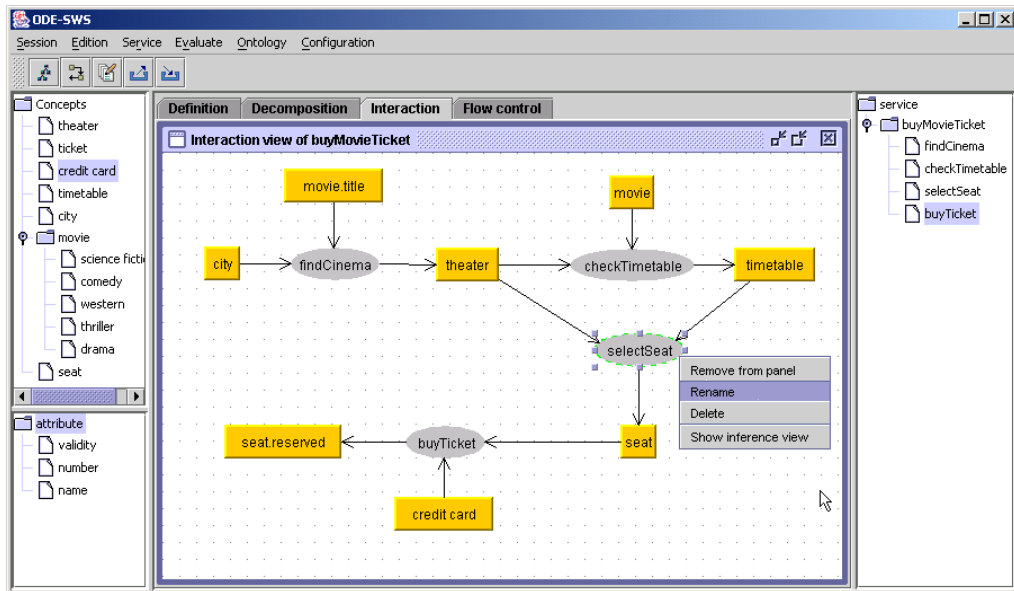 ODE-SWS
Session Edition Service Evaluate Ontology Configuration
Concepts
theater
ticket
credit card
timetable
city
movie
science fictio
comedy
western
thriller
drama
seat
attribute
validity
number
name
Definition Decomposition Interaction Flow control
Interaction view of buyMovieTicket
movie.title
movie
city
findCinema
theater
checkTimetable
timetable
selectSeat
Remove from panel
Rename
Delete
Show inference view
seat.reserved
buyTicket
seat
credit card
service
buyMovieTicket
findCinema
checkTimetable
selectSeat
buyTicket